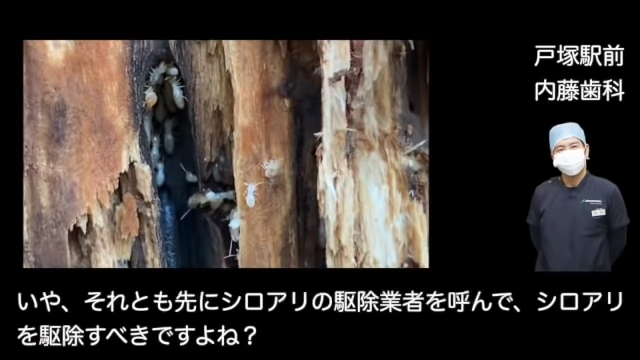 戸塚駅前
内藤歯科
いや、それとも先にシロアリの駆除業者を呼んで、シロアリ
を駆除すべきですよね？